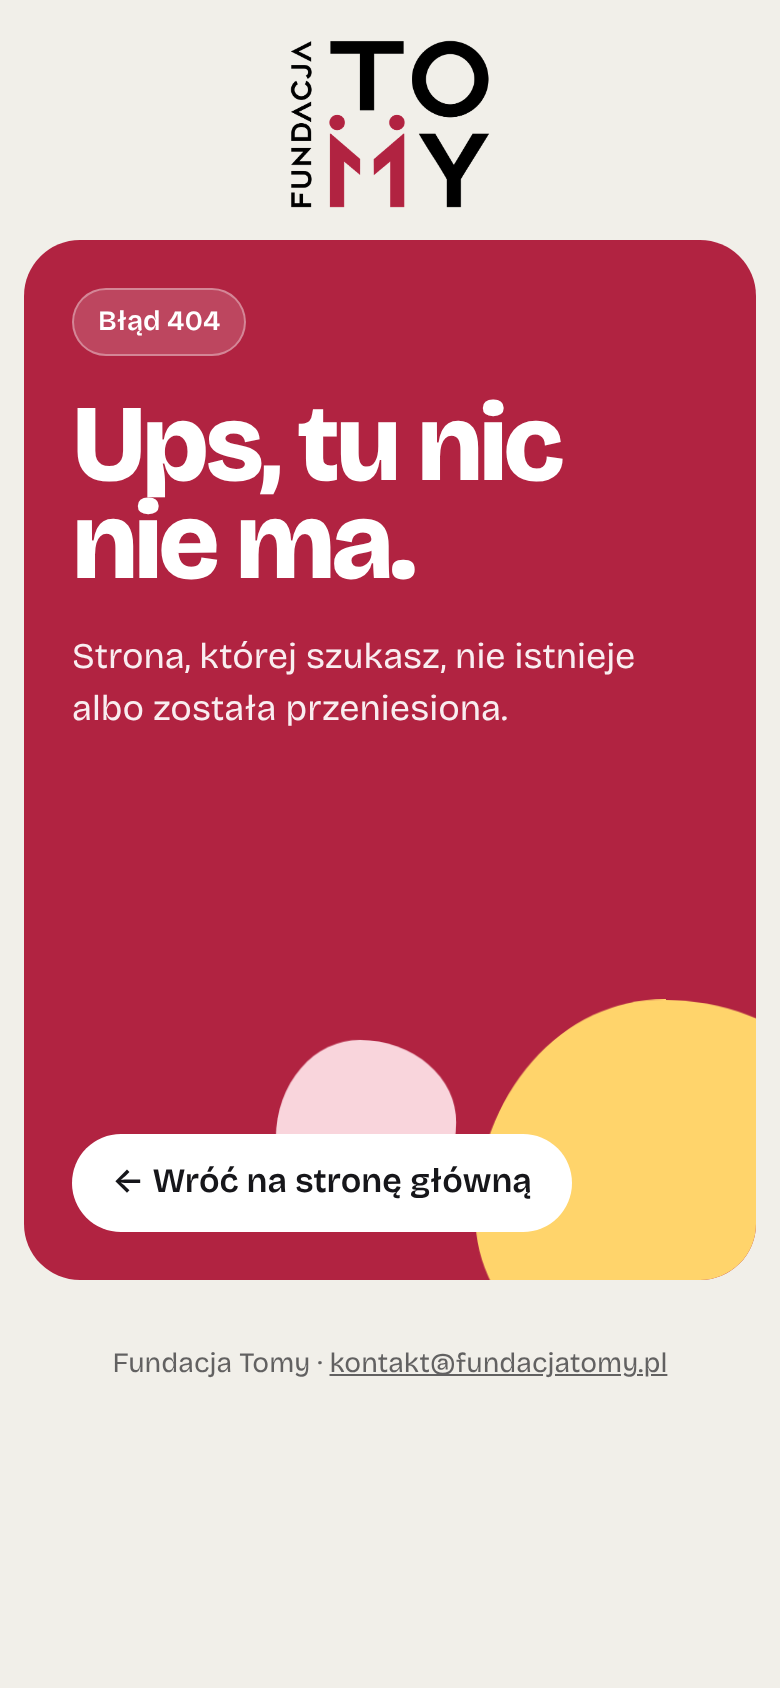 FUNDACJA
TO
MY
Błąd 404
Ups, tu nic
nie ma.
Strona, której szukasz, nie istnieje
albo została przeniesiona.
← Wróć na stronę główną
Fundacja Tomy · kontakt@fundacjatomy.pl